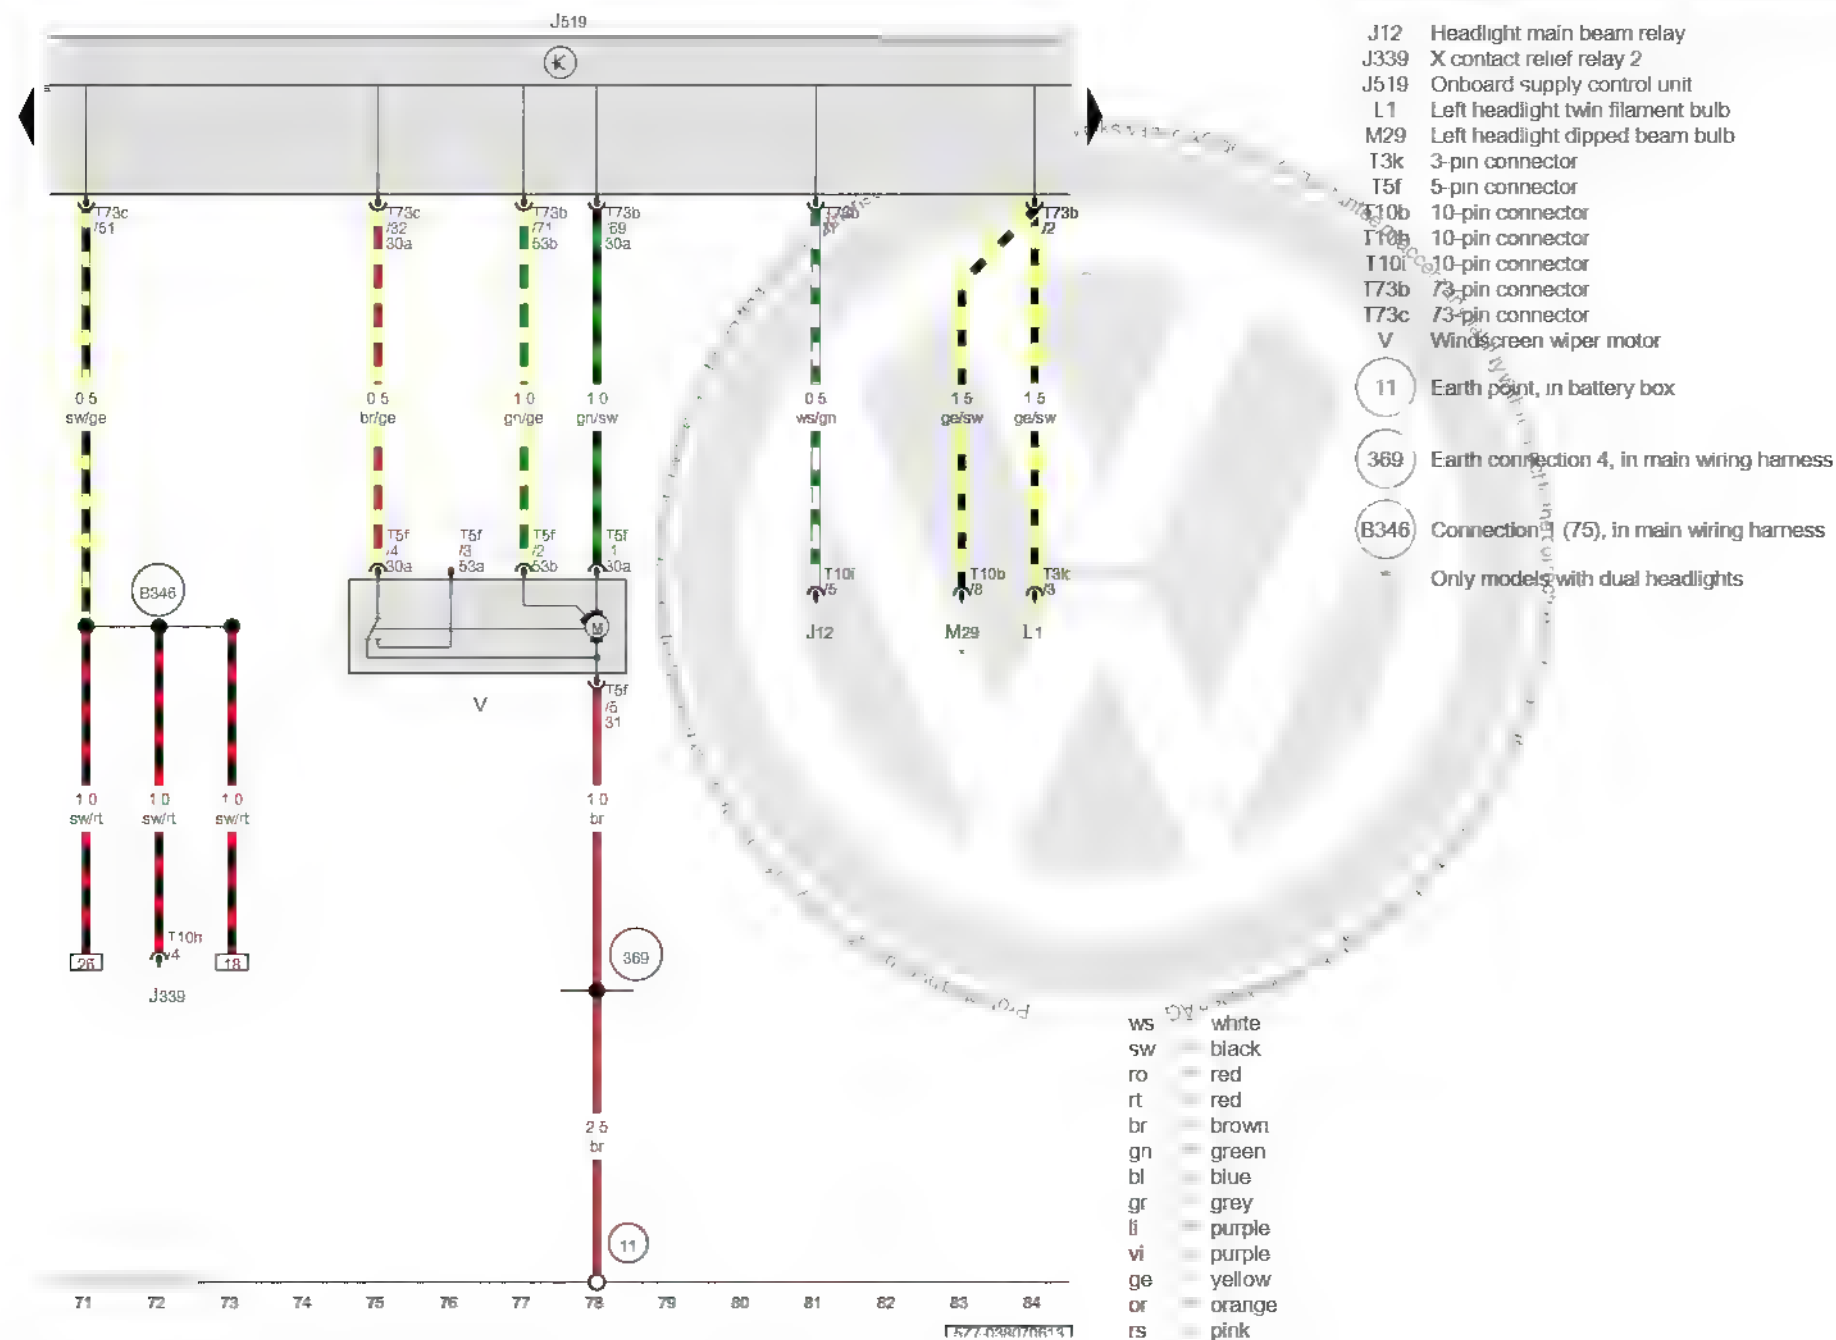 J519
K
T73c
/51
T73c
/32
30a
T73b
/71
53b
T73b
/69
30a
T73b
/2
0.5
sw/ge
0.5
br/ge
1.0
gn/ge
1.0
gn/sw
0.5
ws/gn
1.5
ge/sw
1.5
ge/sw
T5f
/4
30a
T5f
/3
53a
T5f
/2
53b
T5f
1
30a
T10i
/5
T10b
/8
T3k
/3
B346
M
J12
M29
*
L1
V
T5f
/5
31
1.0
sw/rt
1.0
sw/rt
1.0
sw/rt
1.0
br
T10h
/4
26
18
J339
369
2.5
br
11
71 72 73 74 75 76 77 78 79 80 81 82 83 84
S77-038070613
J12 Headlight main beam relay
J339 X contact relief relay 2
J519 Onboard supply control unit
L1 Left headlight twin filament bulb
M29 Left headlight dipped beam bulb
T3k 3-pin connector
T5f 5-pin connector
T10b 10-pin connector
T10h 10-pin connector
T10i 10-pin connector
T73b 73-pin connector
T73c 73-pin connector
V Windscreen wiper motor
11 Earth point, in battery box
369 Earth connection 4, in main wiring harness
B346 Connection (75), in main wiring harness
* Only models with dual headlights
ws = white
sw = black
ro = red
rt = red
br = brown
gn = green
bl = blue
gr = grey
li = purple
vi = purple
ge = yellow
or = orange
rs = pink